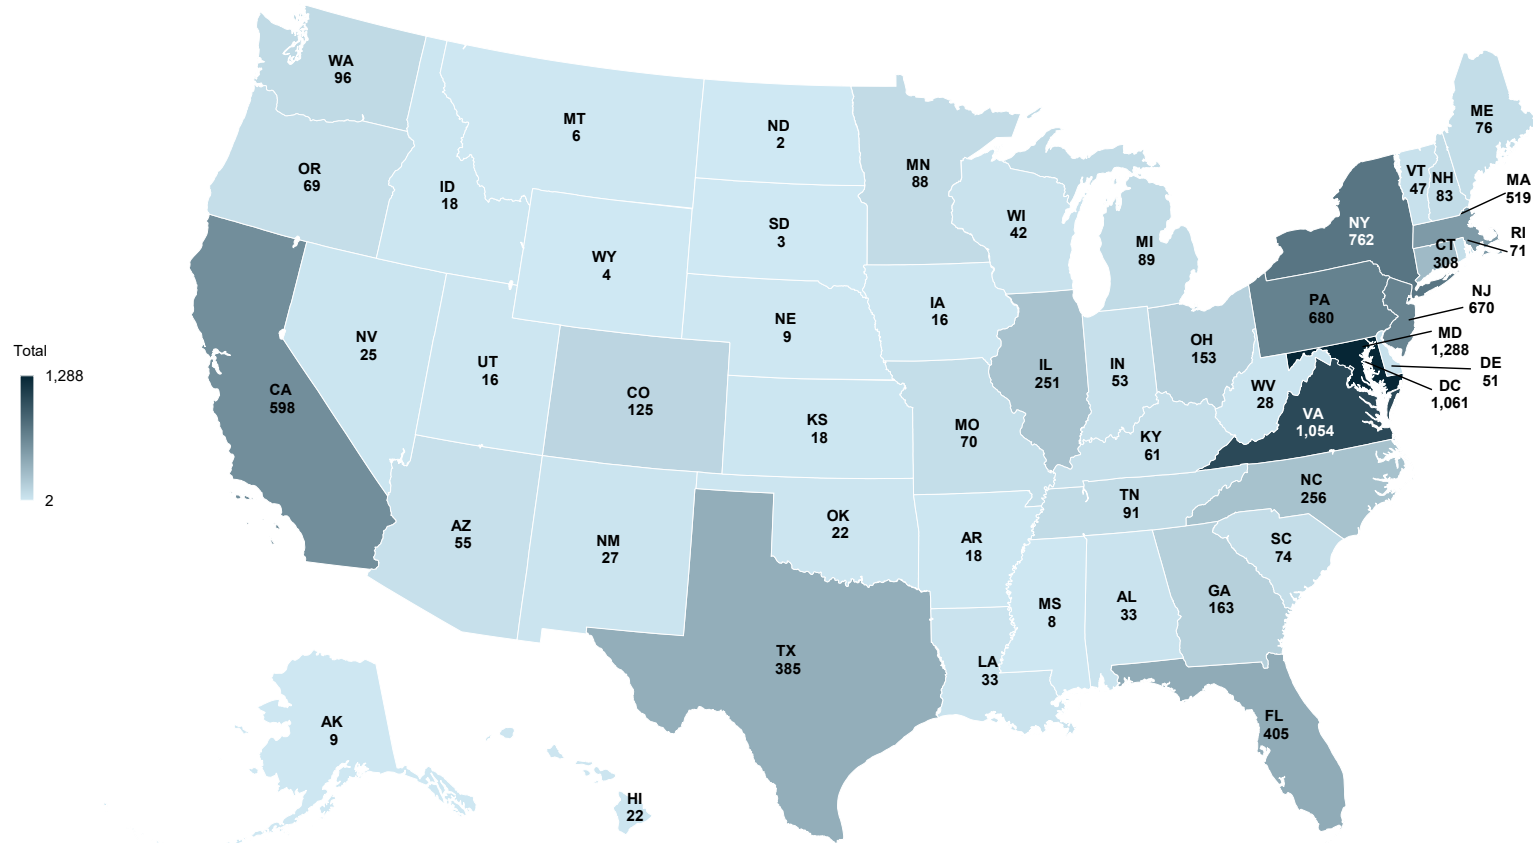 WA
96
MT
6
ND
2
MN
88
ME
76
OR
69
ID
18
VT
47
NH
83
MA
519
SD
3
WI
42
NY
762
RI
71
WY
4
MI
89
CT
308
NJ
670
IA
16
PA
680
MD
1,288
NE
9
NV
25
OH
153
DE
51
Total
1,288
2
UT
16
IL
251
IN
53
DC
1,061
CA
598
CO
125
WV
28
VA
1,054
KS
18
MO
70
KY
61
NC
256
TN
91
AZ
55
NM
27
OK
22
AR
18
SC
74
MS
8
AL
33
GA
163
TX
385
LA
33
FL
405
AK
9
HI
22